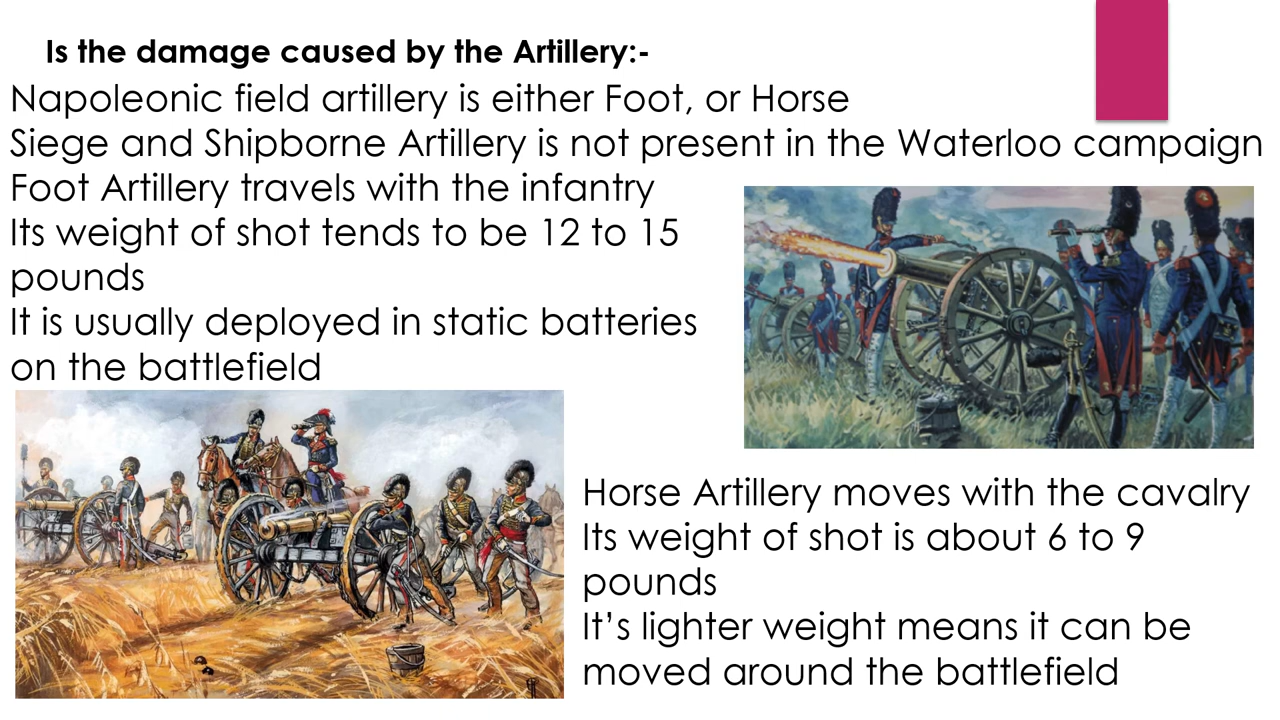 Is the damage caused by the Artillery:-
Napoleonic field artillery is either Foot, or Horse
Siege and Shipborne Artillery is not present in the Waterloo campaign
Foot Artillery travels with the infantry
Its weight of shot tends to be 12 to 15
pounds
It is usually deployed in static batteries
on the battlefield
Horse Artillery moves with the cavalry
Its weight of shot is about 6 to 9
pounds
It’s lighter weight means it can be
moved around the battlefield